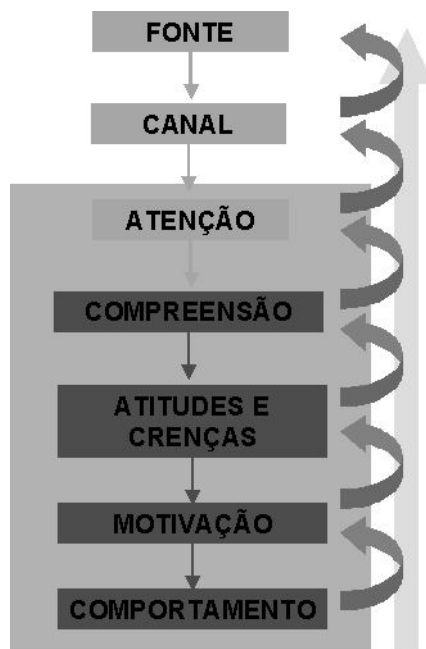 FONTE
CANAL
ATENÇÃO
COMPREENSÃO
ATITUDES E
CRENÇAS
MOTIVAÇÃO
COMPORTAMENTO